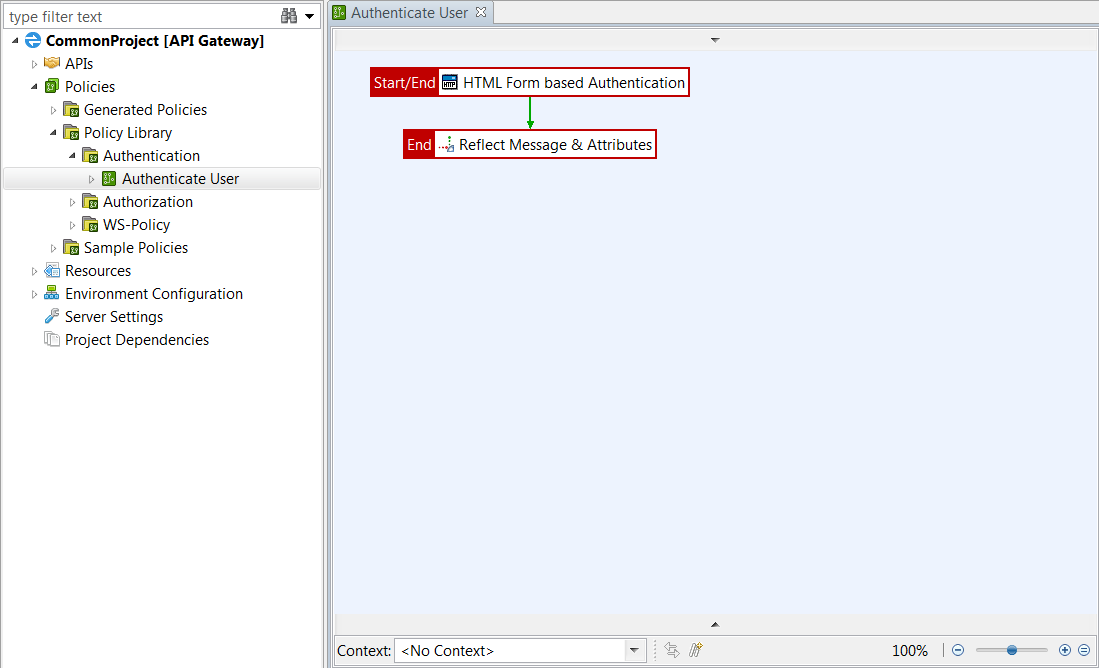 type filter text
CommonProject [API Gateway]
APIs
Policies
Generated Policies
Policy Library
Authentication
Authenticate User
Authorization
WS-Policy
Sample Policies
Resources
Environment Configuration
Server Settings
Project Dependencies
Authenticate User
Start/End HTTP HTML Form based Authentication
End Reflect Message & Attributes
Context: <No Context> 100%